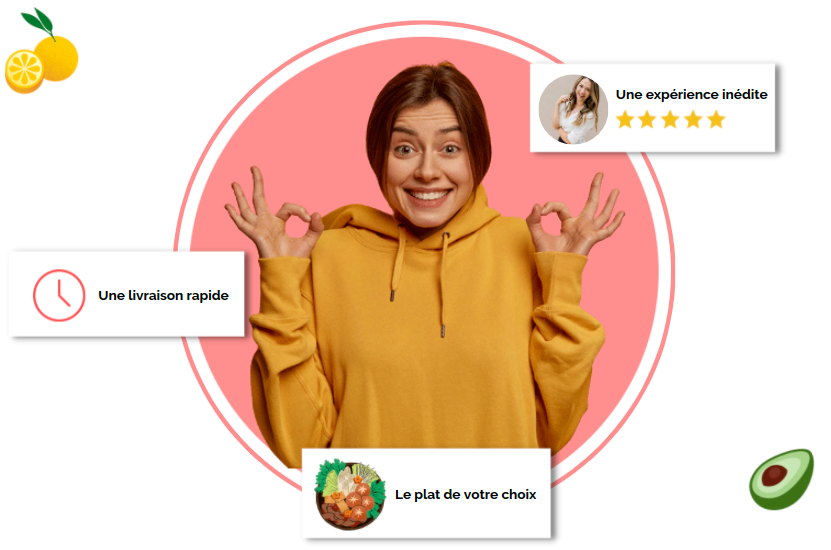 Une expérience inédite
Une livraison rapide
Le plat de votre choix